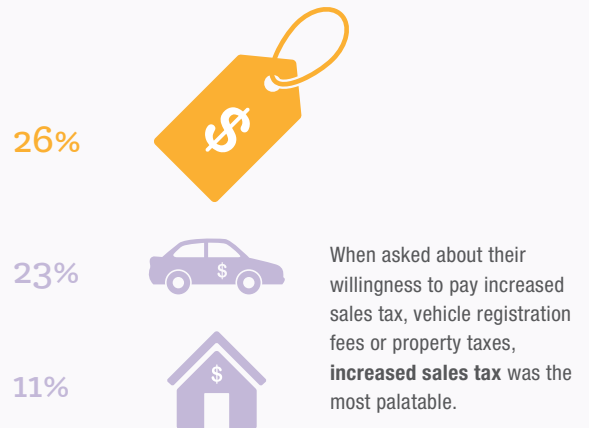 $
26%
$
23%
When asked about their
willingness to pay increased
sales tax, vehicle registration
fees or property taxes,
increased sales tax was the
most palatable.
$
11%